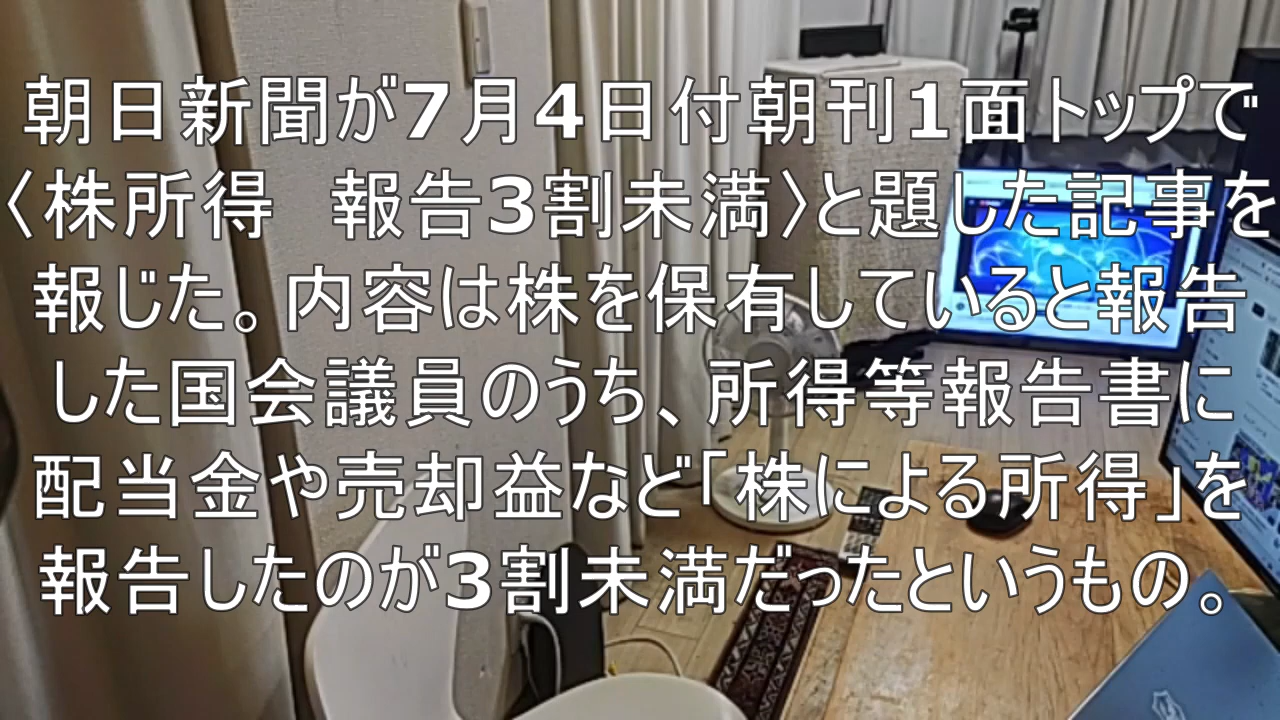 朝日新聞が7月4日付朝刊1面トップで
〈株所得　報告3割未満〉と題した記事を
報じた。内容は株を保有していると報告
した国会議員のうち、所得等報告書に
配当金や売却益など「株による所得」を
報告したのが3割未満だったというもの。